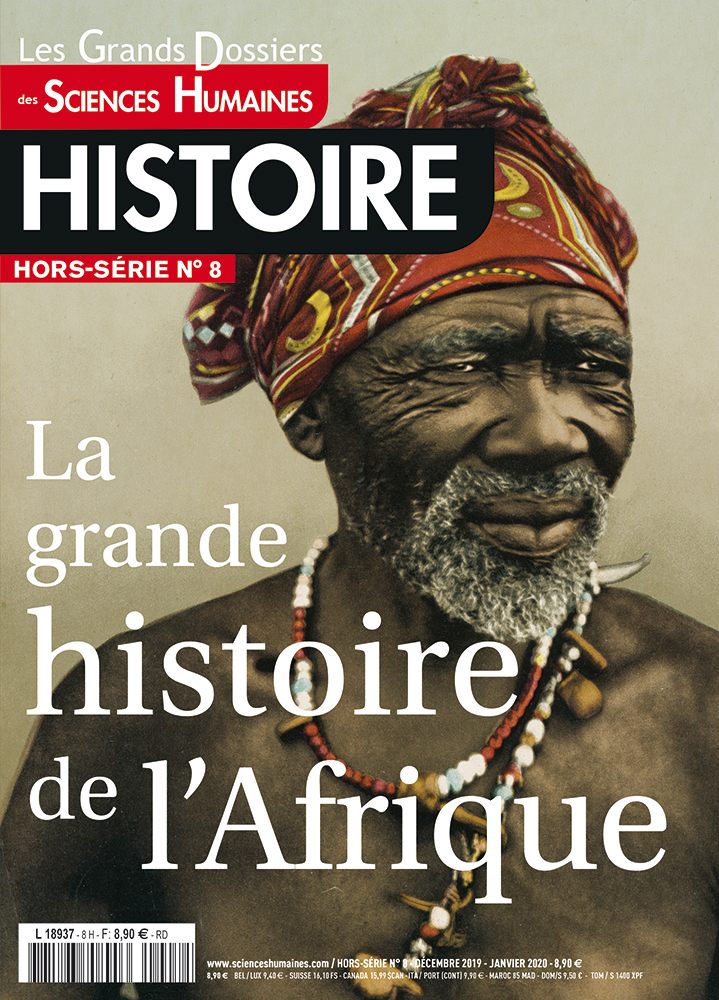 Les Grands Dossiers
des SCIENCES HUMAINES
HISTOIRE
HORS-SÉRIE N° 8
La
grande
histoire
de l'Afrique
L 18937 - 8 H - F: 8,90 € - RD
www.scienceshumaines.com / HORS-SÉRIE N° 8 - DÉCEMBRE 2019 - JANVIER 2020 - 8,90 €
8,90 € BEL/LUX 9,40 € - SUISSE 16,10 FS - CANADA 15,99 $CAN - ITA/ PORT (CONT) 9,90 € - MAROC 85 MAD - DOM/S 9,50 € - TOM / S 1400 XPF